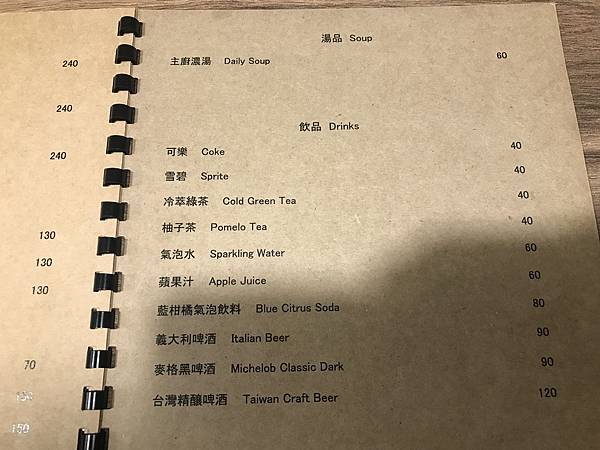 240
240
240
130
130
130
70
150
150
湯品 Soup
主廚濃湯 Daily Soup 60
飲品 Drinks
可樂 Coke 40
雪碧 Sprite 40
冷萃綠茶 Cold Green Tea 40
柚子茶 Pomelo Tea 40
氣泡水 Sparkling Water 60
蘋果汁 Apple Juice 60
藍柑橘氣泡飲料 Blue Citrus Soda 80
義大利啤酒 Italian Beer 90
麥格黑啤酒 Michelob Classic Dark 90
台灣精釀啤酒 Taiwan Craft Beer 120